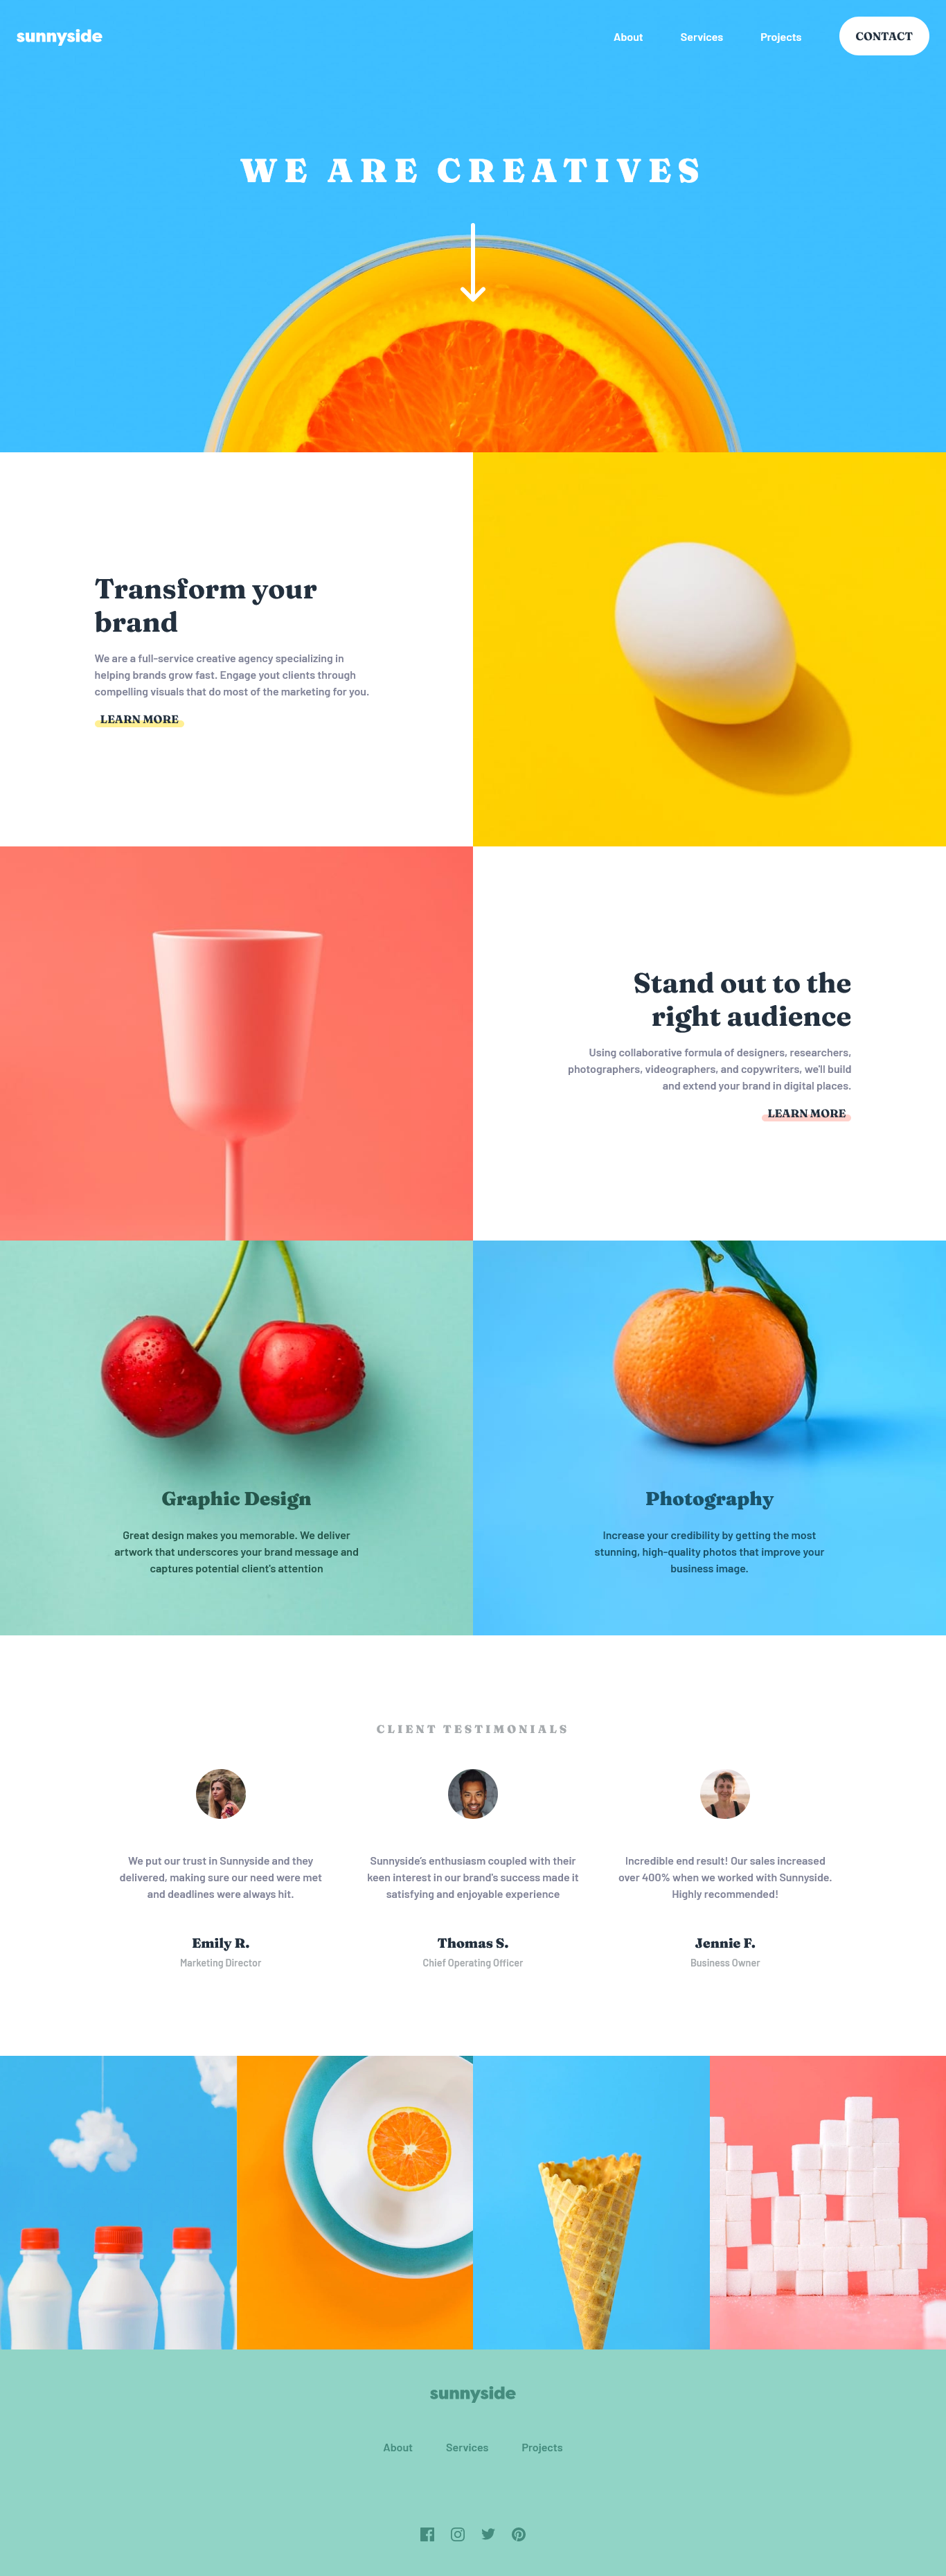 sunnyside
About
Services
Projects
CONTACT
WE ARE CREATIVES
Transform your
brand
We are a full-service creative agency specializing in
helping brands grow fast. Engage yout clients through
compelling visuals that do most of the marketing for you.
LEARN MORE
Stand out to the
right audience
Using collaborative formula of designers, researchers,
photographers, videographers, and copywriters, we'll build
and extend your brand in digital places.
LEARN MORE
Graphic Design
Great design makes you memorable. We deliver
artwork that underscores your brand message and
captures potential client's attention
Photography
Increase your credibility by getting the most
stunning, high-quality photos that improve your
business image.
CLIENT TESTIMONIALS
We put our trust in Sunnyside and they
delivered, making sure our need were met
and deadlines were always hit.
Emily R.
Marketing Director
Sunnyside's enthusiasm coupled with their
keen interest in our brand's success made it
satisfying and enjoyable experience
Thomas S.
Chief Operating Officer
Incredible end result! Our sales increased
over 400% when we worked with Sunnyside.
Highly recommended!
Jennie F.
Business Owner
sunnyside
About
Services
Projects